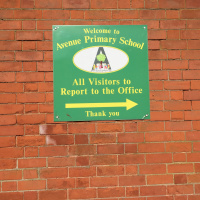 Welcome to
Avenue Primary School
A
All Visitors to
Report to the Office
Thank you